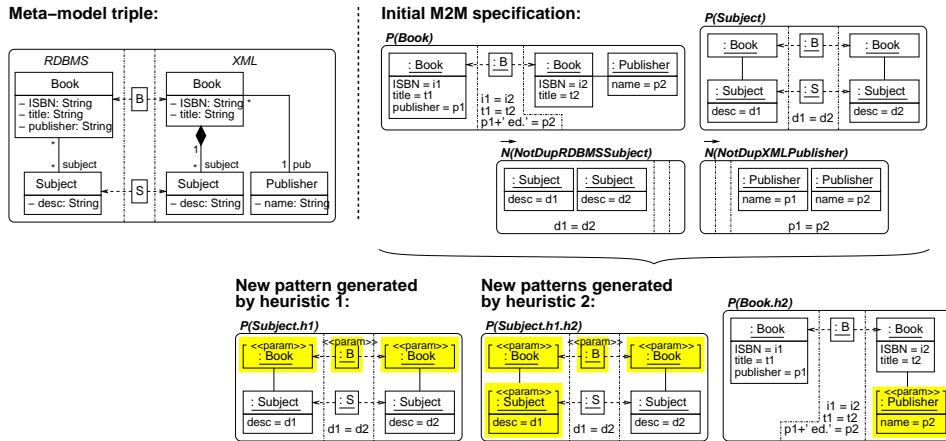 Meta-model triple:
RDBMS
XML
Book
- ISBN: String
- title: String
- publisher: String
B
Book
- ISBN: String
- title: String
*
*
* subject
1
subject
*
1 pub
Subject
- desc: String
S
Subject
- desc: String
Publisher
- name: String
Initial M2M specification:
P(Book)
: Book
ISBN = i1
title = t1
publisher = p1
: B
i1 = i2
t1 = t2
p1+' ed.' = p2
: Book
ISBN = i2
title = t2
: Publisher
name = p2
P(Subject)
: Book
: B
: Book
: Subject
desc = d1
: S
d1 = d2
: Subject
desc = d2
N(NotDupRDBMSSubject)
: Subject
desc = d1
: Subject
desc = d2
d1 = d2
N(NotDupXMLPublisher)
: Publisher
name = p1
: Publisher
name = p2
p1 = p2
New pattern generated
by heuristic 1:
P(Subject.h1)
<<param>>
: Book
<<param>>
: B
<<param>>
: Book
: Subject
desc = d1
: S
d1 = d2
: Subject
desc = d2
New patterns generated
by heuristic 2:
P(Subject.h1.h2)
<<param>>
: Book
<<param>>
: B
<<param>>
: Book
<<param>>
: Subject
desc = d1
: S
d1 = d2
: Subject
desc = d2
P(Book.h2)
: Book
ISBN = i1
title = t1
publisher = p1
: B
: Book
ISBN = i2
title = t2
<<param>>
: Publisher
name = p2
i1 = i2
t1 = t2
p1+' ed.' = p2